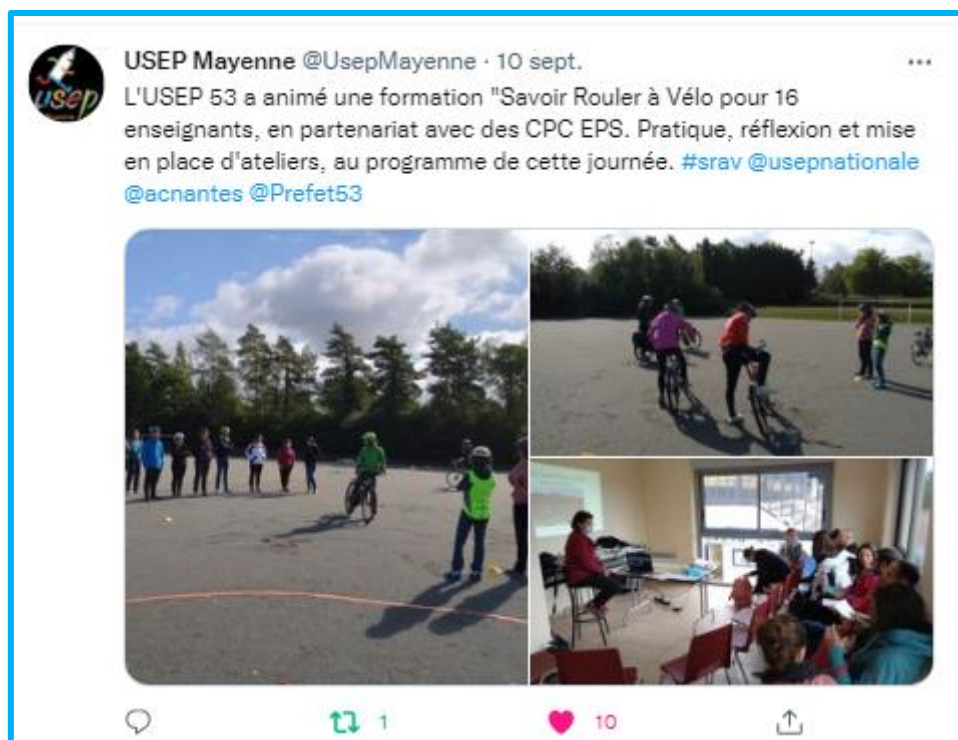 USEP Mayenne @UsepMayenne · 10 sept.
L'USEP 53 a animé une formation "Savoir Rouler à Vélo pour 16
enseignants, en partenariat avec des CPC EPS. Pratique, réflexion et mise
en place d'ateliers, au programme de cette journée. #srav @usepnationale
@acnantes @Prefet53
usep
1
10